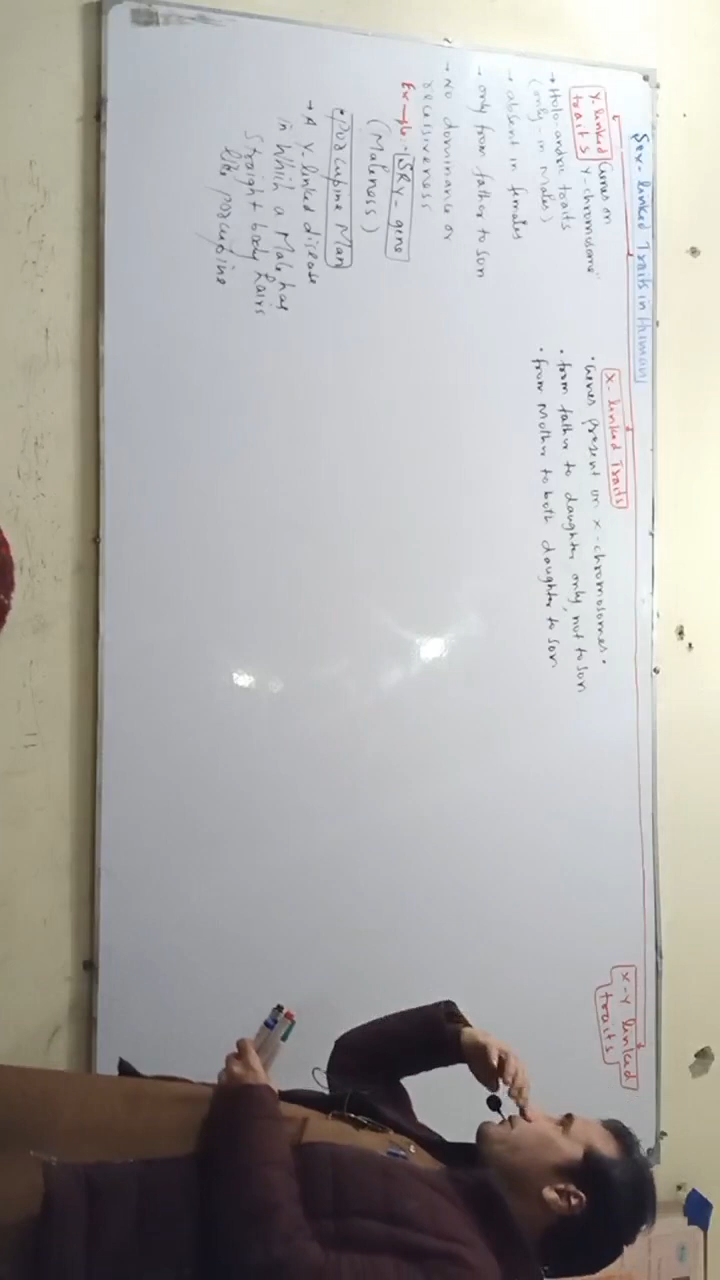 Sex-linked Traits in Human
Y-linked
traits
Genes on
Y-chromosome
→ Holo-andric traits
(only-in Males)
→ absent in females
→ only from father to son
→ No dominance or
recessiveness
Example:- SRY-gene
(Maleness)
• Porcupine Man
→ A Y-linked disease
in which a Male has
straight body hairs
like porcupine
X-linked Traits
• Genes present on X-chromosomes.
• from father to daughter only, not to son
• from Mother to both daughter to son
X-Y linked
traits